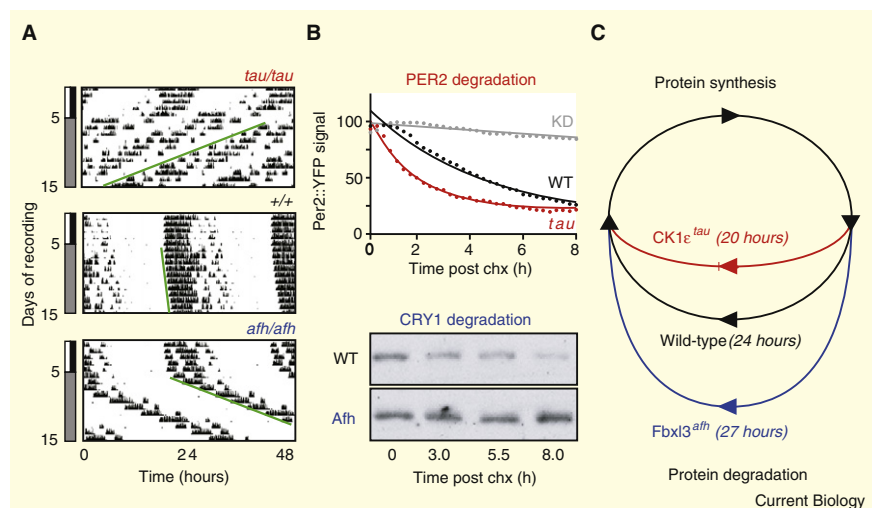 A
tau/tau
5
15
+/+
5
15
afh/afh
5
15
Days of recording
0
24
48
Time (hours)
B
PER2 degradation
Per2::YFP signal
100
50
0
KD
WT
tau
0 2 4 6 8
Time post chx (h)
CRY1 degradation
WT
Afh
0 3.0 5.5 8.0
Time post chx (h)
C
Protein synthesis
CK1ε^tau (20 hours)
Wild-type (24 hours)
Fbxl3^afh (27 hours)
Protein degradation
Current Biology